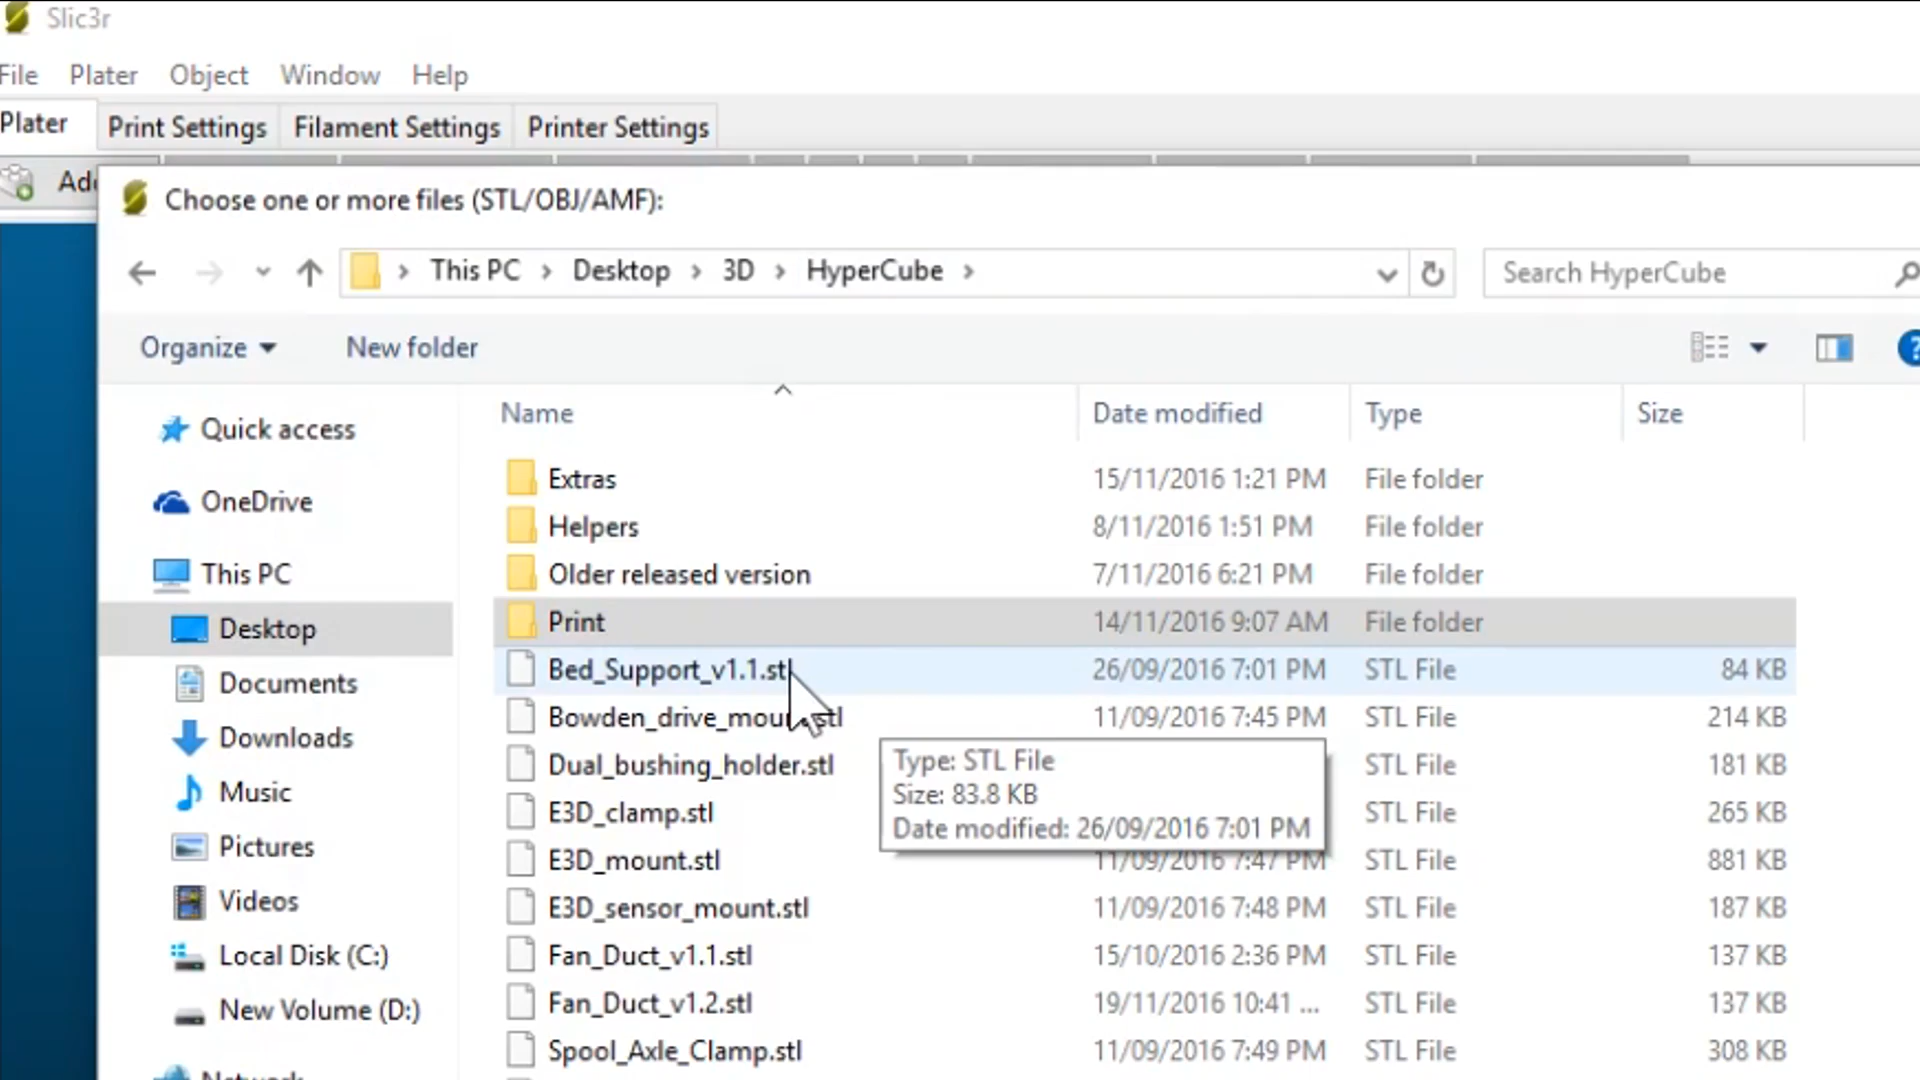 Slic3r
File Plater Object Window Help
Plater Print Settings Filament Settings Printer Settings
Choose one or more files (STL/OBJ/AMF):
This PC > Desktop > 3D > HyperCube > Search HyperCube
Organize New folder
Name Date modified Type Size
Quick access
OneDrive
This PC
Desktop
Documents
Downloads
Music
Pictures
Videos
Local Disk (C:)
New Volume (D:)
Network
Extras 15/11/2016 1:21 PM File folder
Helpers 8/11/2016 1:51 PM File folder
Older released version 7/11/2016 6:21 PM File folder
Print 14/11/2016 9:07 AM File folder
Bed_Support_v1.1.stl 26/09/2016 7:01 PM STL File 84 KB
11/09/2016 7:45 PM STL File 214 KB
Dual_bushing_holder.stl STL File 181 KB
E3D_clamp.stl STL File 265 KB
E3D_mount.stl 11/09/2016 7:47 PM STL File 881 KB
E3D_sensor_mount.stl 11/09/2016 7:48 PM STL File 187 KB
Fan_Duct_v1.1.stl 15/10/2016 2:36 PM STL File 137 KB
Fan_Duct_v1.2.stl 19/11/2016 10:41 ... STL File 137 KB
Spool_Axle_Clamp.stl 11/09/2016 7:49 PM STL File 308 KB
Type: STL File
Size: 83.8 KB
Date modified: 26/09/2016 7:01 PM